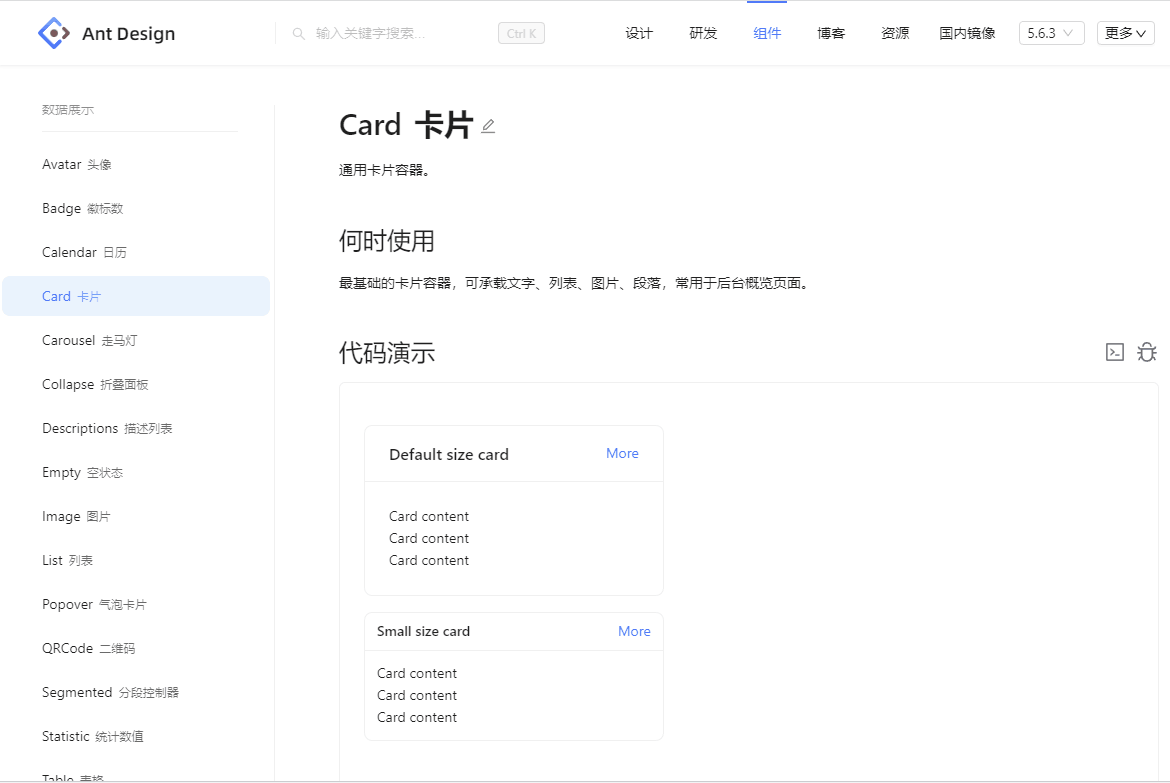 Ant Design
输入关键字搜索...
Ctrl K
设计
研发
组件
博客
资源
国内镜像
5.6.3
更多
数据展示
Avatar 头像
Badge 徽标数
Calendar 日历
Card 卡片
Carousel 走马灯
Collapse 折叠面板
Descriptions 描述列表
Empty 空状态
Image 图片
List 列表
Popover 气泡卡片
QRCode 二维码
Segmented 分段控制器
Statistic 统计数值
Table 表格
Card 卡片
通用卡片容器。
何时使用
最基础的卡片容器，可承载文字、列表、图片、段落，常用于后台概览页面。
代码演示
Default size card
More
Card content
Card content
Card content
Small size card
More
Card content
Card content
Card content